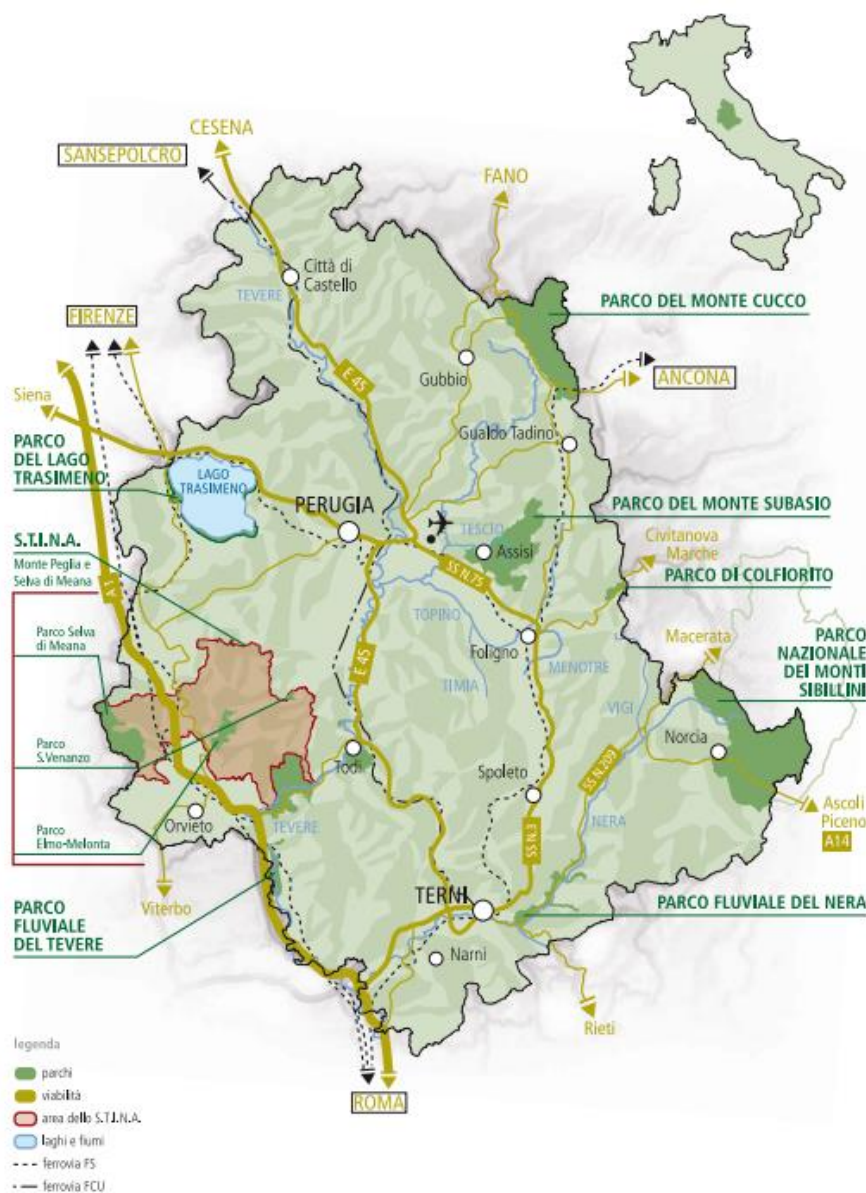 CESENA
SANSEPOLCRO
FANO
Città di
Castello
TEVERE
PARCO DEL MONTE CUCCO
FIRENZE
E 45
Gubbio
ANCONA
Siena
Gualdo Tadino
PARCO
DEL LAGO
TRASIMENO
LAGO
TRASIMENO
PERUGIA
PARCO DEL MONTE SUBASIO
TESCIO
Assisi
Civitanova
Marche
S.T.I.N.A.
Monte Peglia e
Selva di Meana
A1
SS N.75
PARCO DI COLFIORITO
TOPINO
Foligno
MENOTRE
TIMIA
Macerata
PARCO
NAZIONALE
DEI MONTI
SIBILLINI
Parco Selva
di Meana
E 45
VIGI
Norcia
Parco
S.Venanzo
Todi
Spoleto
SS N.209
NERA
Ascoli
Piceno
A14
Parco
Elmo-Melonta
Orvieto
TEVERE
SS N.3
Viterbo
TERNI
PARCO FLUVIALE DEL NERA
PARCO
FLUVIALE
DEL TEVERE
Narni
Rieti
ROMA
legenda
parchi
viabilità
area dello S.T.I.N.A.
laghi e fiumi
ferrovia FS
ferrovia FCU